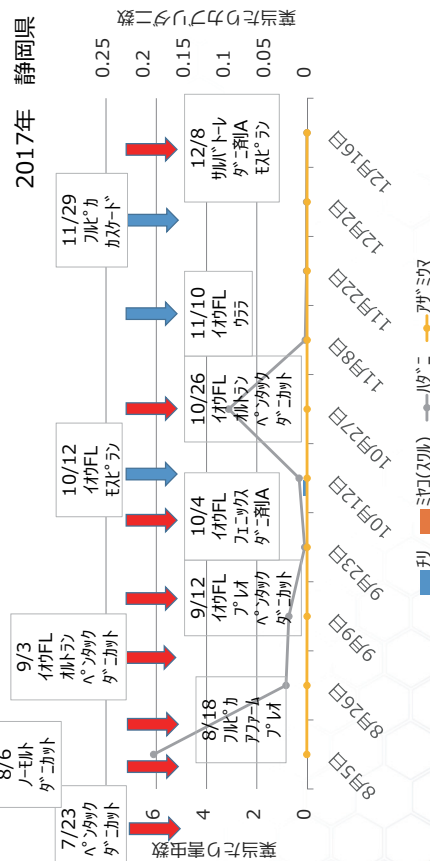 2017年 静岡県
葉当たり害虫数
6
4
2
0
葉当たりカブリダニ数
0.25
0.2
0.15
0.1
0.05
0
7/23
ペンタック
ダニカット
8/6
ノーモルト
ダニカット
8/18
フルピカ
アファーム
プレオ
9/3
イオウFL
オルトラン
ペンタック
ダニカット
9/12
イオウFL
プレオ
ペンタック
ダニカット
10/4
イオウFL
フェニックス
ダニ剤A
10/12
イオウFL
モスピラン
10/26
イオウFL
オルトラン
ペンタック
ダニカット
11/10
イオウFL
ウララ
11/29
フルピカ
カスケード
12/8
サルバトーレ
ダニ剤A
モスピラン
8月5日
8月26日
9月9日
9月23日
10月12日
10月27日
11月8日
11月22日
12月2日
12月16日
チリ
ミヤコ(スワル)
ハダニ
アザミウマ